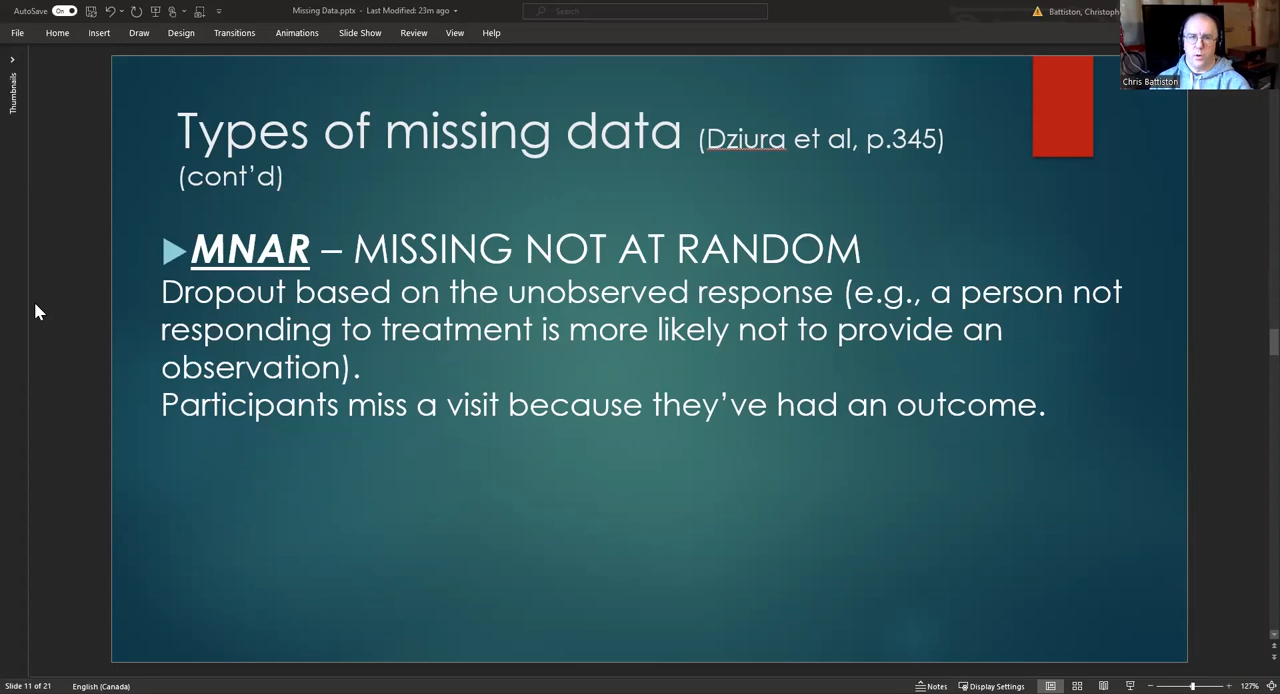 AutoSave On Missing Data.pptx - Last Modified: 23m ago Search Battiston, Christoph
File Home Insert Draw Design Transitions Animations Slide Show Review View Help
Chris Battiston
Thumbnails
Types of missing data (Dziura et al, p.345)
(cont’d)
MNAR – MISSING NOT AT RANDOM
Dropout based on the unobserved response (e.g., a person not
responding to treatment is more likely not to provide an
observation).
Participants miss a visit because they’ve had an outcome.
Slide 11 of 21 English (Canada) Notes Display Settings 127%